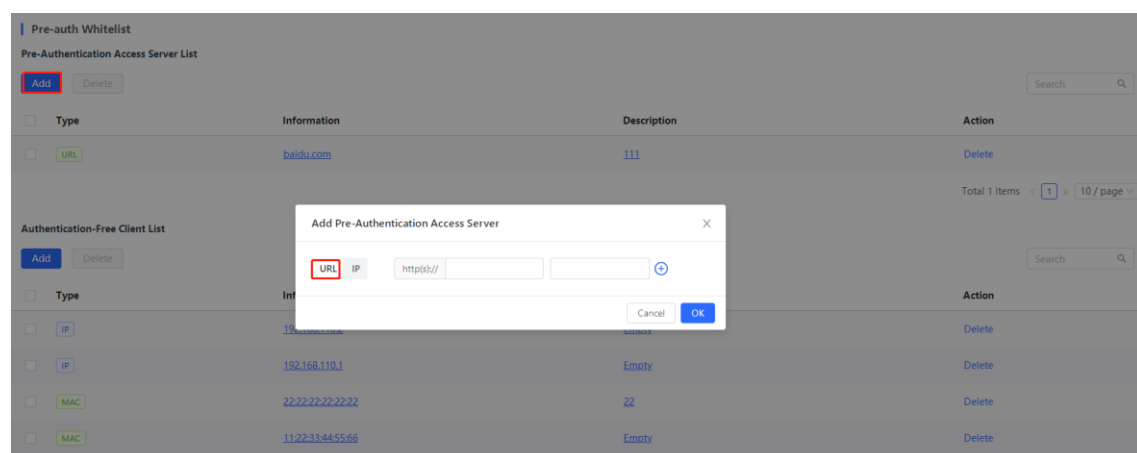 Pre-auth Whitelist
Pre-Authentication Access Server List
Add Delete Search
Type Information Description Action
URL baidu.com 111 Delete
Total 1 items < 1 > 10 / page
Add Pre-Authentication Access Server
Authentication-Free Client List
Add Delete Search
URL IP http(s)://
Type Inf Action
Cancel OK
IP Delete
IP 192.168.110.1 Empty Delete
MAC 22:22:22:22:22:22 22 Delete
MAC 11:22:33:44:55:66 Empty Delete